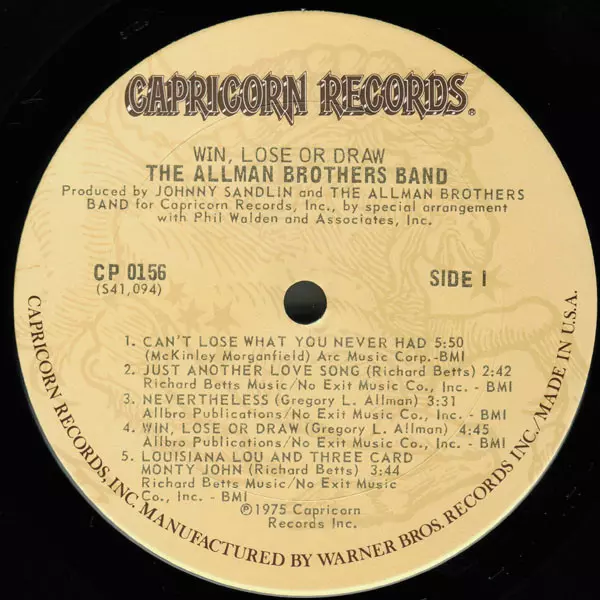 CAPRICORN RECORDS®
WIN, LOSE OR DRAW
THE ALLMAN BROTHERS BAND
Produced by JOHNNY SANDLIN and THE ALLMAN BROTHERS
BAND for Capricorn Records, Inc., by special arrangement
with Phil Walden and Associates, Inc.
CP 0156
(S41,094)
SIDE 1
1. CAN'T LOSE WHAT YOU NEVER HAD 5:50
(McKinley Morganfield) Arc Music Corp.-BMI
2. JUST ANOTHER LOVE SONG (Richard Betts) 2:42
Richard Betts Music/No Exit Music Co., Inc. - BMI
3. NEVERTHELESS (Gregory L. Allman) 3:31
Allbro Publications/No Exit Music Co., Inc. - BMI
4. WIN, LOSE OR DRAW (Gregory L. Allman) 4:45
Allbro Publications/No Exit Music Co., Inc. - BMI
5. LOUISIANA LOU AND THREE CARD
MONTY JOHN (Richard Betts) 3:44
Richard Betts Music/No Exit Music
Co., Inc. - BMI
℗1975 Capricorn
Records Inc.
CAPRICORN RECORDS, INC. MANUFACTURED BY WARNER BROS. RECORDS INC./MADE IN U.S.A.